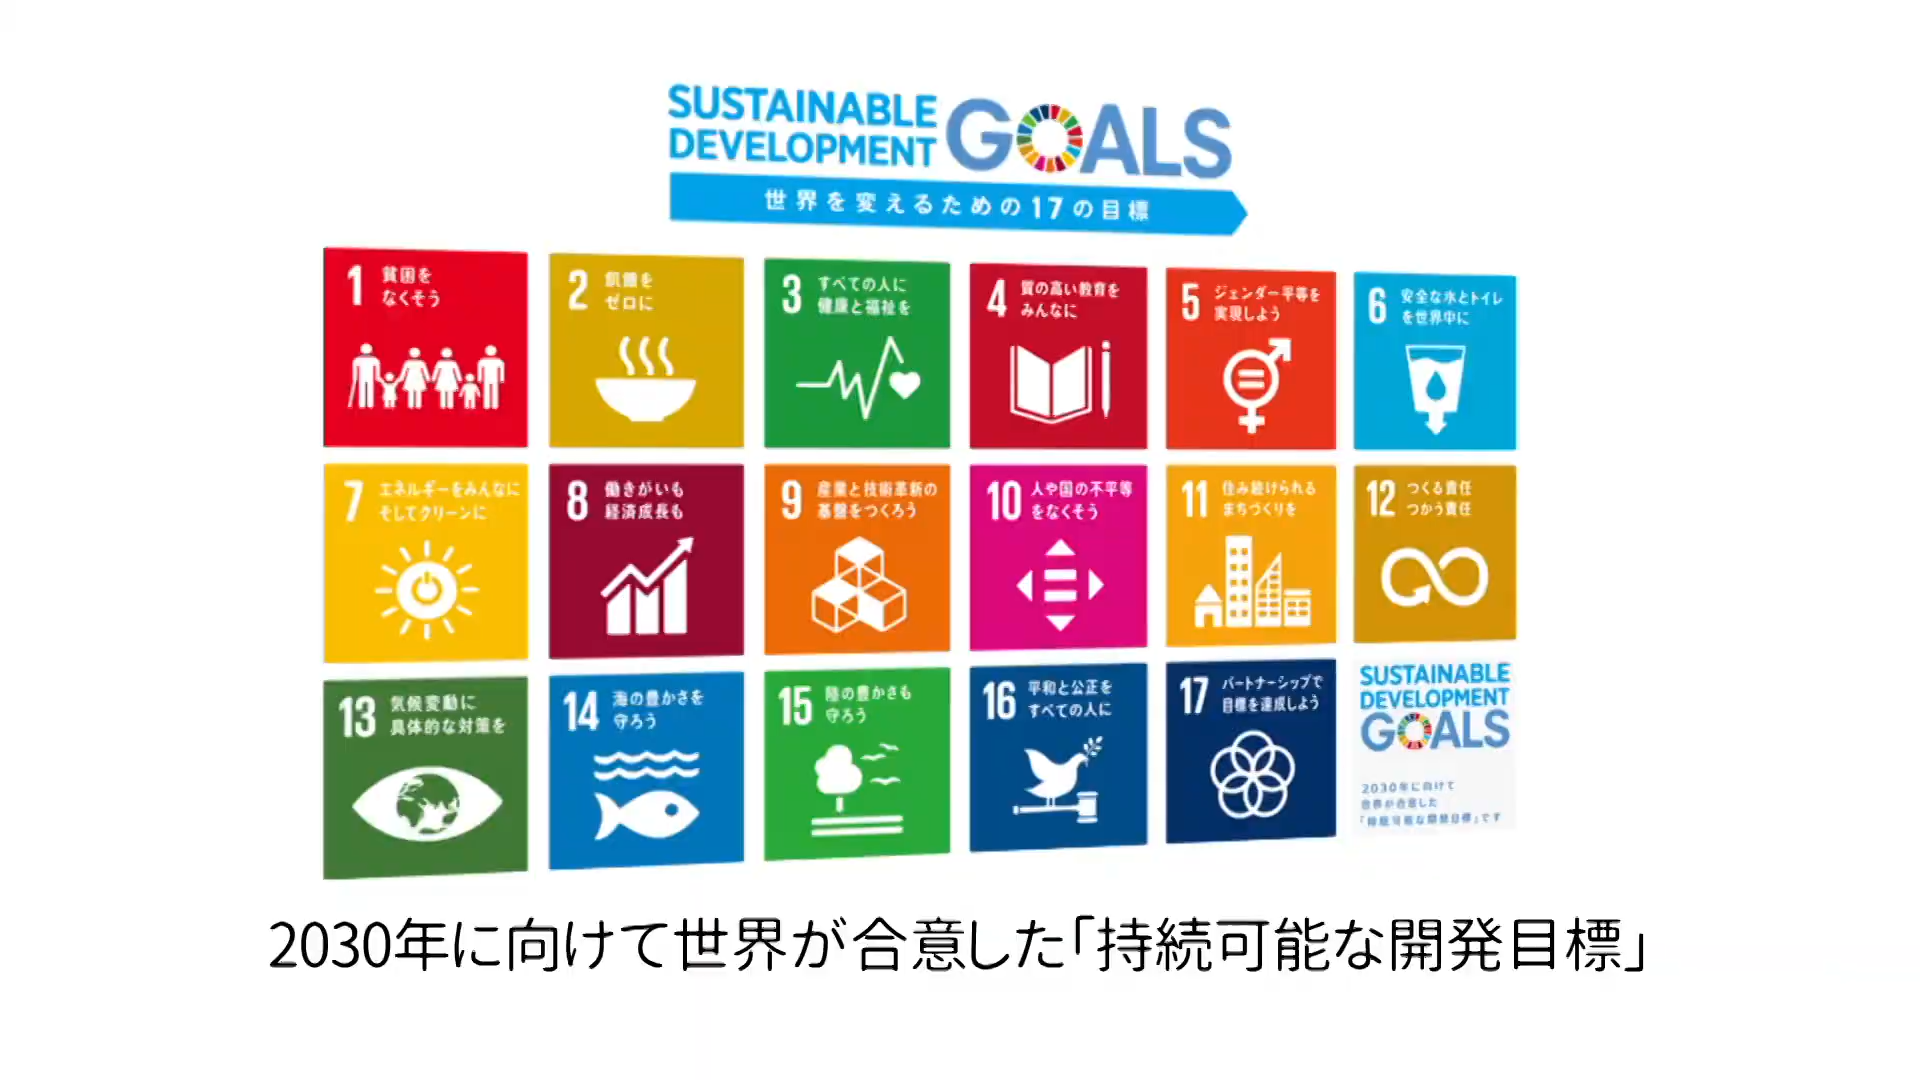 SUSTAINABLE
DEVELOPMENT
GOALS
世界を変えるための17の目標
1 貧困を
なくそう
2 飢餓を
ゼロに
3 すべての人に
健康と福祉を
4 質の高い教育を
みんなに
5 ジェンダー平等を
実現しよう
6 安全な水とトイレ
を世界中に
7 エネルギーをみんなに
そしてクリーンに
8 働きがいも
経済成長も
9 産業と技術革新の
基盤をつくろう
10 人や国の不平等
をなくそう
11 住み続けられる
まちづくりを
12 つくる責任
つかう責任
13 気候変動に
具体的な対策を
14 海の豊かさを
守ろう
15 陸の豊かさも
守ろう
16 平和と公正を
すべての人に
17 パートナーシップで
目標を達成しよう
SUSTAINABLE
DEVELOPMENT
GOALS
2030年に向けて
世界が合意した
「持続可能な開発目標」です
2030年に向けて世界が合意した「持続可能な開発目標」